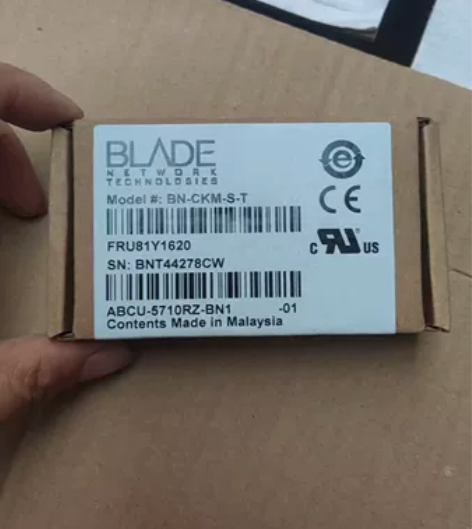 BLADE
NETWORK
TECHNOLOGIES
Model #: BN-CKM-S-T
FRU81Y1620
SN: BNT44278CW
ABCU-5710RZ-BN1 -01
Contents Made in Malaysia
e
CE
c RU US